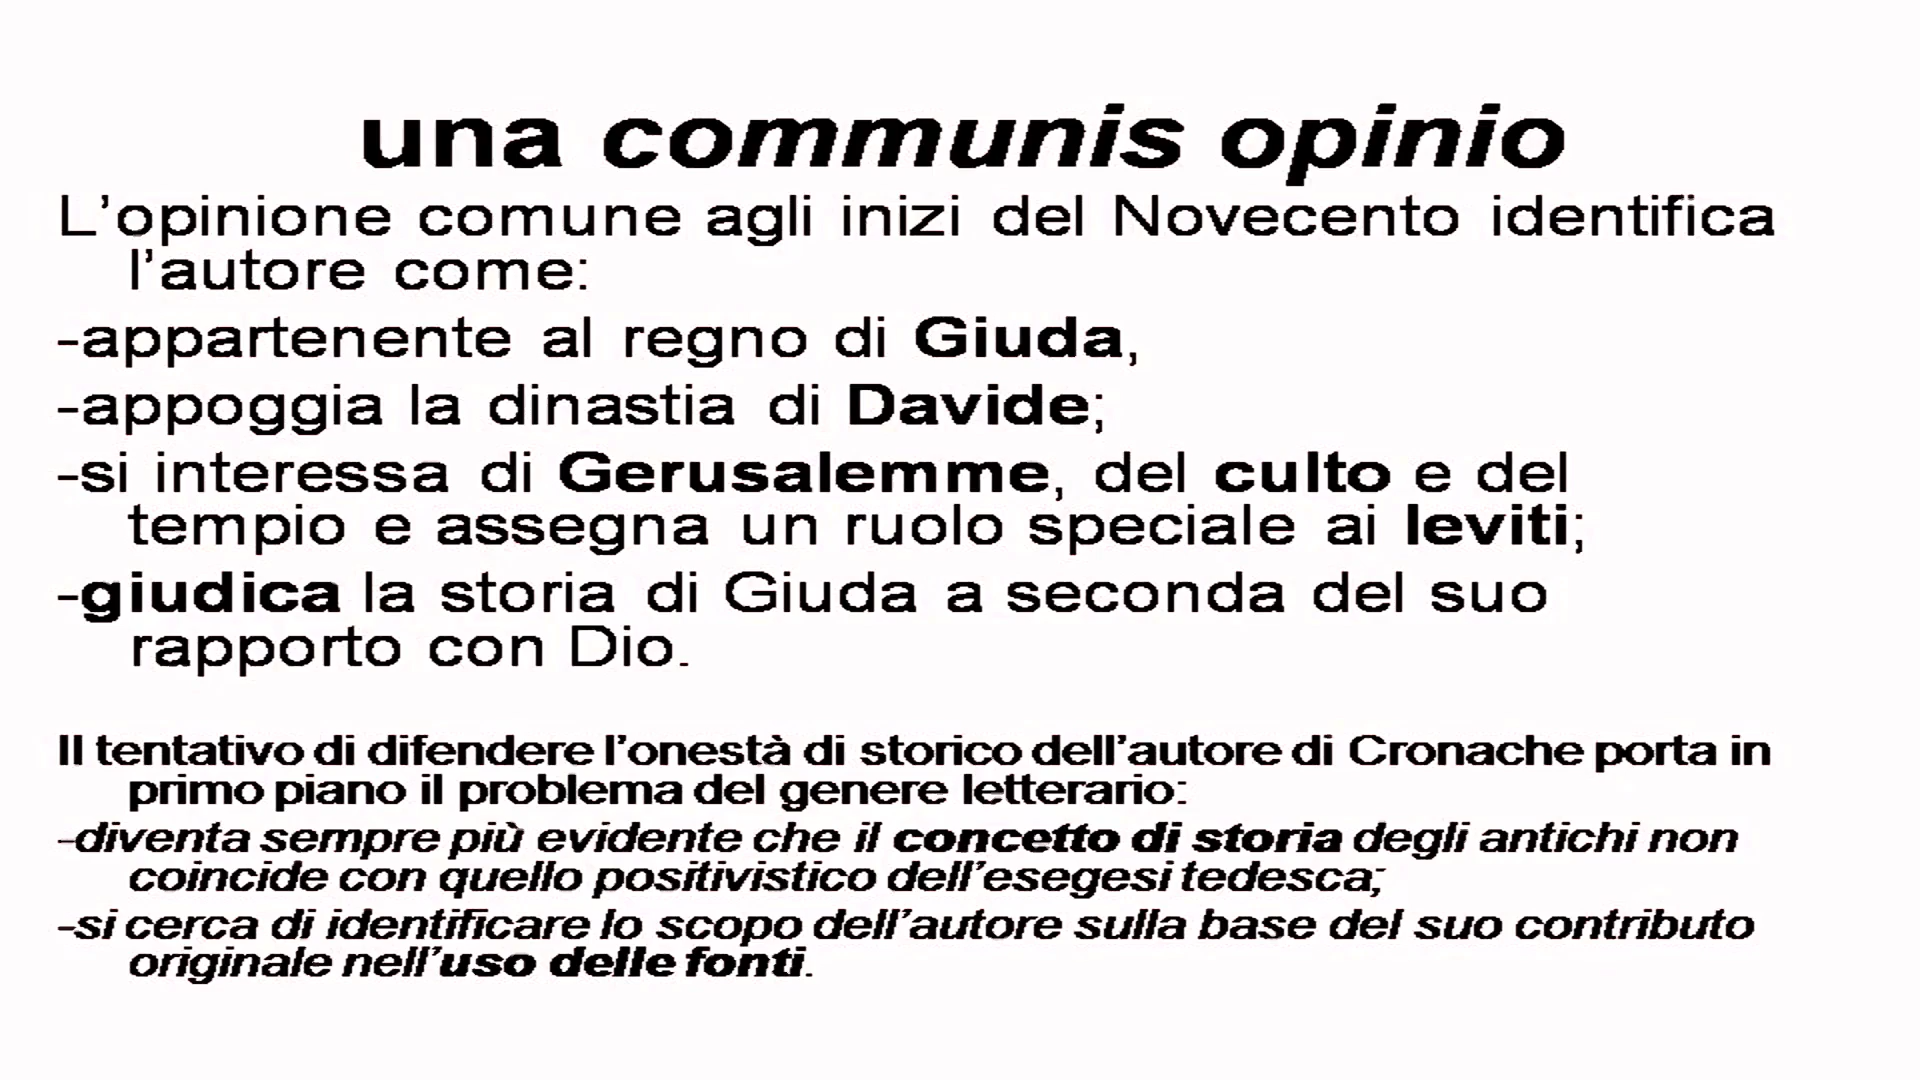 una communis opinio
L’opinione comune agli inizi del Novecento identifica
l’autore come:
-appartenente al regno di Giuda,
-appoggia la dinastia di Davide;
-si interessa di Gerusalemme, del culto e del
tempio e assegna un ruolo speciale ai leviti;
-giudica la storia di Giuda a seconda del suo
rapporto con Dio.
Il tentativo di difendere l’onestà di storico dell’autore di Cronache porta in
primo piano il problema del genere letterario:
-diventa sempre più evidente che il concetto di storia degli antichi non
coincide con quello positivistico dell’esegesi tedesca;
-si cerca di identificare lo scopo dell’autore sulla base del suo contributo
originale nell’uso delle fonti.